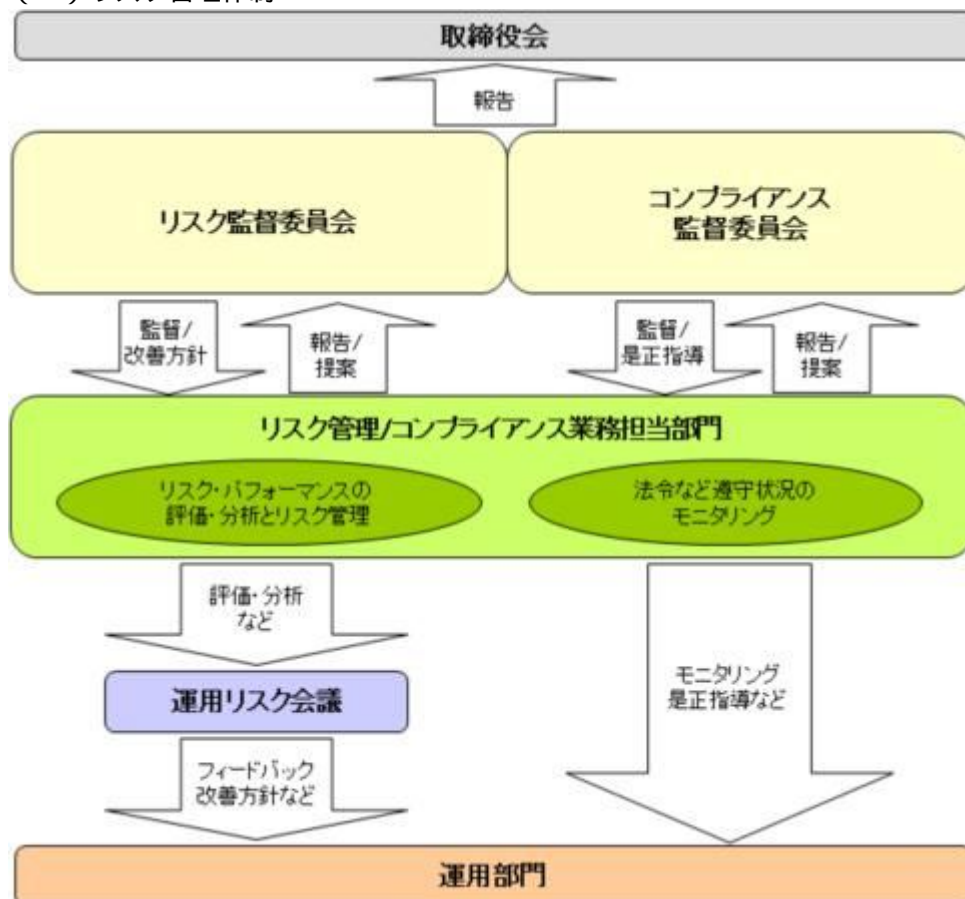 取締役会
報告
リスク監督委員会
コンプライアンス
監督委員会
監督/
改善方針
報告/
提案
監督/
是正指導
報告/
提案
リスク管理/コンプライアンス業務担当部門
リスク・パフォーマンスの
評価・分析とリスク管理
法令など遵守状況の
モニタリング
評価・分析
など
運用リスク会議
モニタリング
是正指導など
フィードバック
改善方針など
運用部門